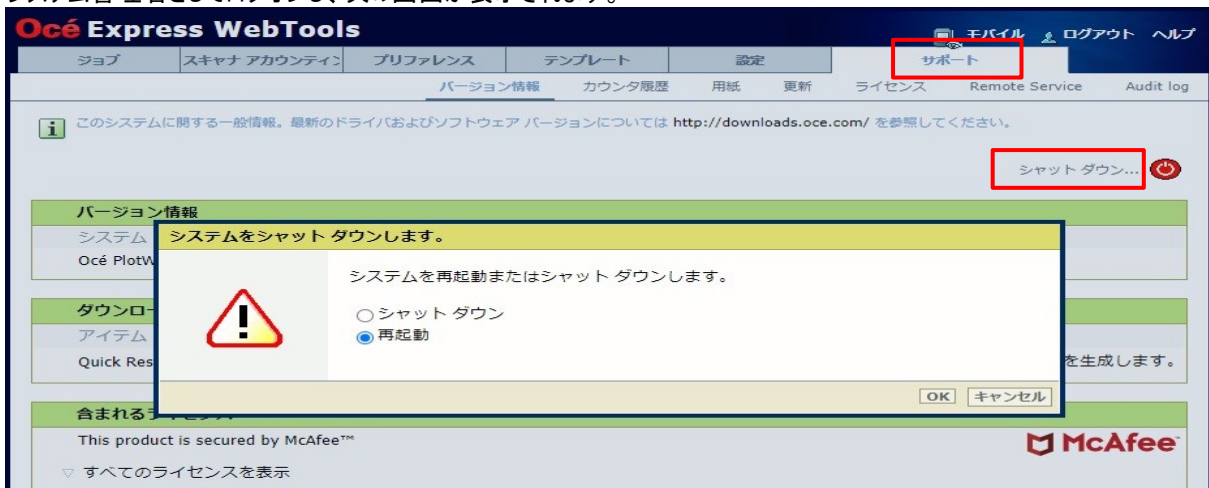 Océ Express WebTools
モバイル ログアウト ヘルプ
ジョブ スキャナ アカウンティン プリファレンス テンプレート 設定 サポート
バージョン情報 カウンタ履歴 用紙 更新 ライセンス Remote Service Audit log
このシステムに関する一般情報。最新のドライバおよびソフトウェア バージョンについては http://downloads.oce.com/ を参照してください。
シャット ダウン...
バージョン情報
システム
Océ PlotW
システムをシャット ダウンします。
システムを再起動またはシャット ダウンします。
シャット ダウン
再起動
OK キャンセル
ダウンロー
アイテム
Quick Res を生成します。
含まれる
This product is secured by McAfee™
McAfee
すべてのライセンスを表示